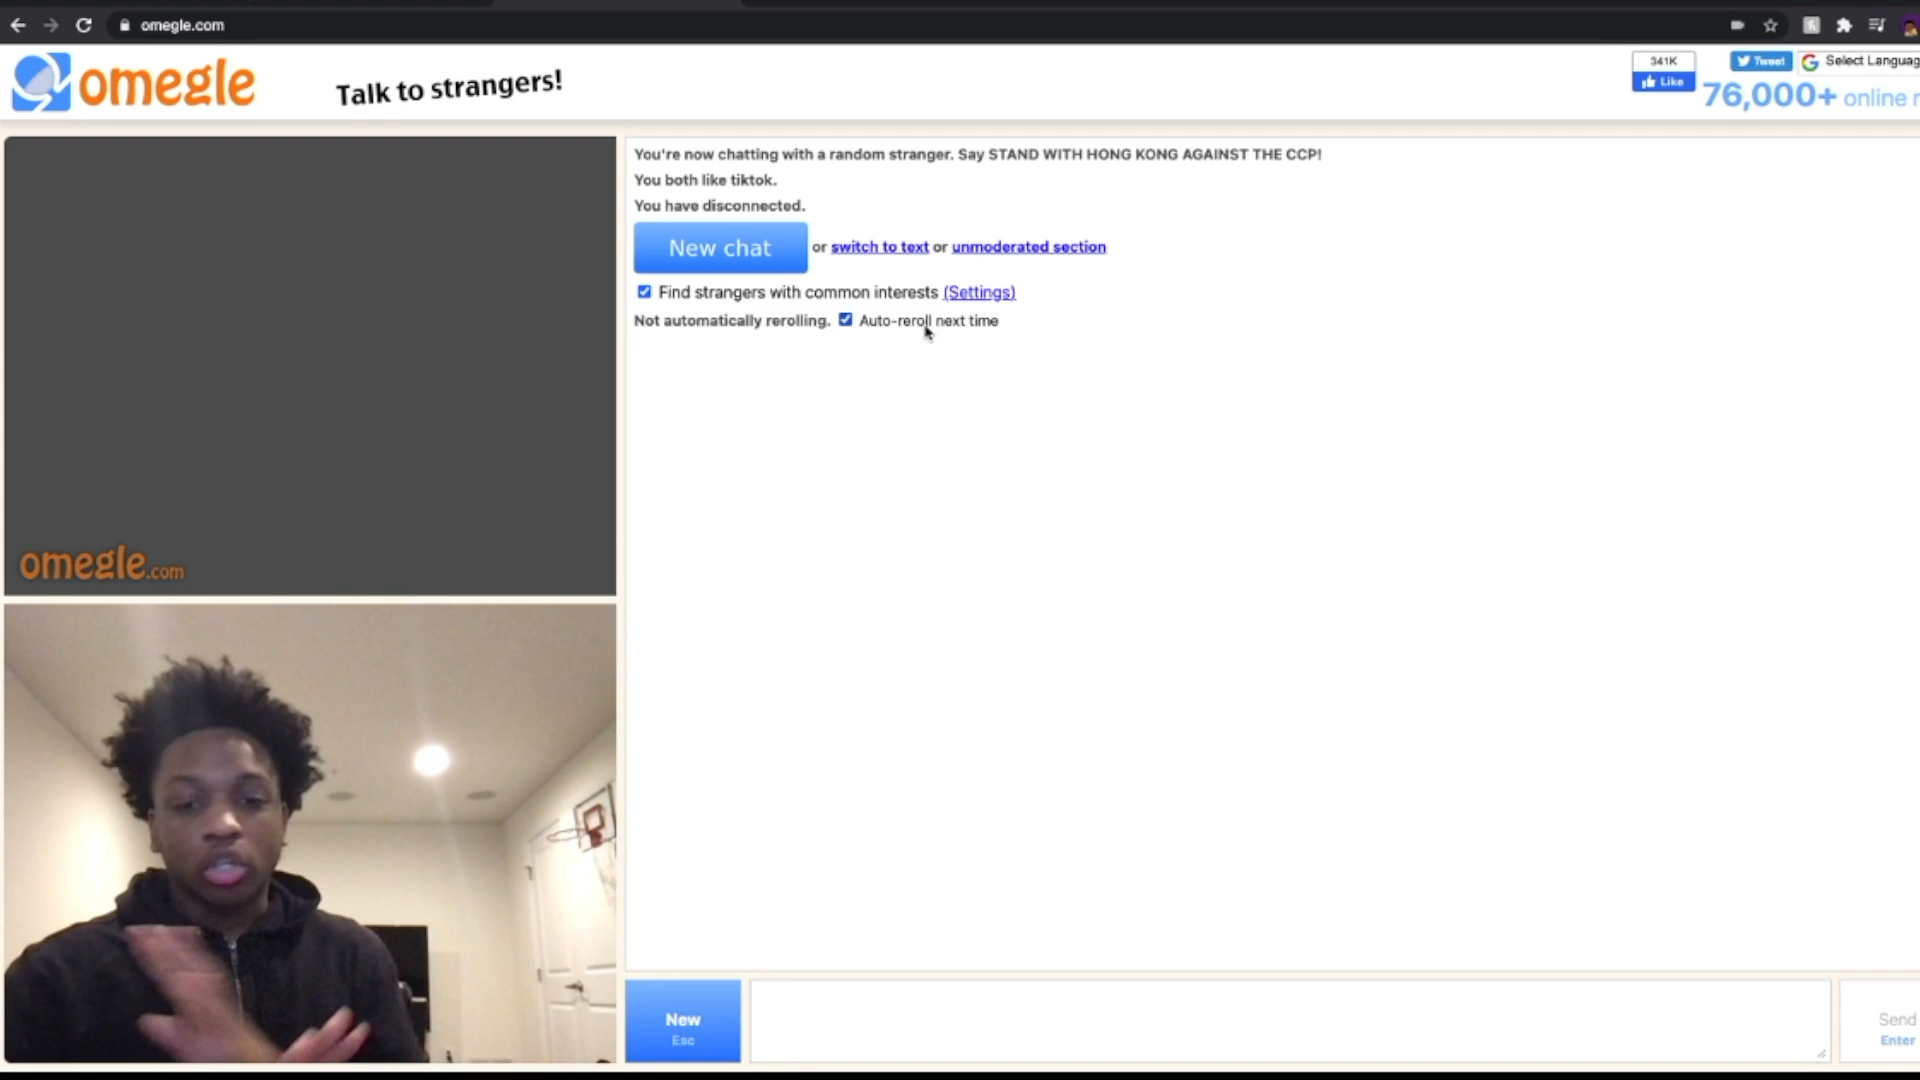 omegle.com
omegle
Talk to strangers!
341K
Like
Tweet
Select Languag
76,000+ online
You're now chatting with a random stranger. Say STAND WITH HONG KONG AGAINST THE CCP!
You both like tiktok.
You have disconnected.
New chat or switch to text or unmoderated section
Find strangers with common interests (Settings)
Not automatically rerolling. Auto-reroll next time
omegle.com
New
Esc
Send
Enter